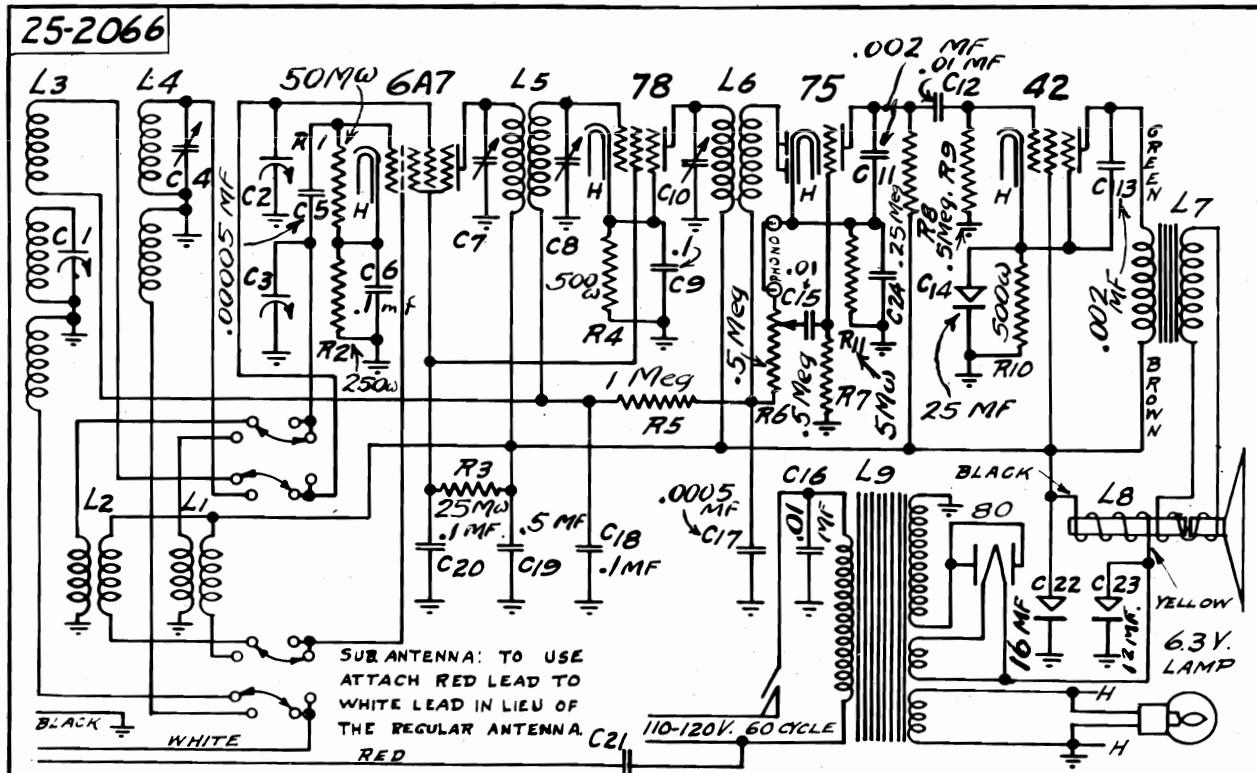 25-2066
L3
L4
50Mω
6A7
L5
78
L6
75
.002 MF
.01 MF
C12
42
R1
C4
C2
C5
H
C7
C8
H
C10
H
C11
R9
H
C13
GREEN
L7
C1
.00005 MF
C3
C6
.1 mf
.1
C9
500ω
R4
PHONO
.01
C15
C24
.25 Meg
R8
.5 Meg.
C14
500ω
.002 MF
R2
250ω
.5 Meg
R11
R10
1 Meg
R5
R6
.5 Meg
R7
5Mω
25 MF
BROWN
R3
25Mω
.1MF.
C20
.5 MF
C19
C18
.1MF
.0005 MF
C17
C16
.01 MF
L9
80
BLACK
L8
L2
L1
C22
16 MF
C23
12 MF.
YELLOW
6.3 V.
LAMP
SUB ANTENNA: TO USE
ATTACH RED LEAD TO
WHITE LEAD IN LIEU OF
THE REGULAR ANTENNA.
BLACK
WHITE
RED
C21
110-120V. 60 CYCLE
H
H